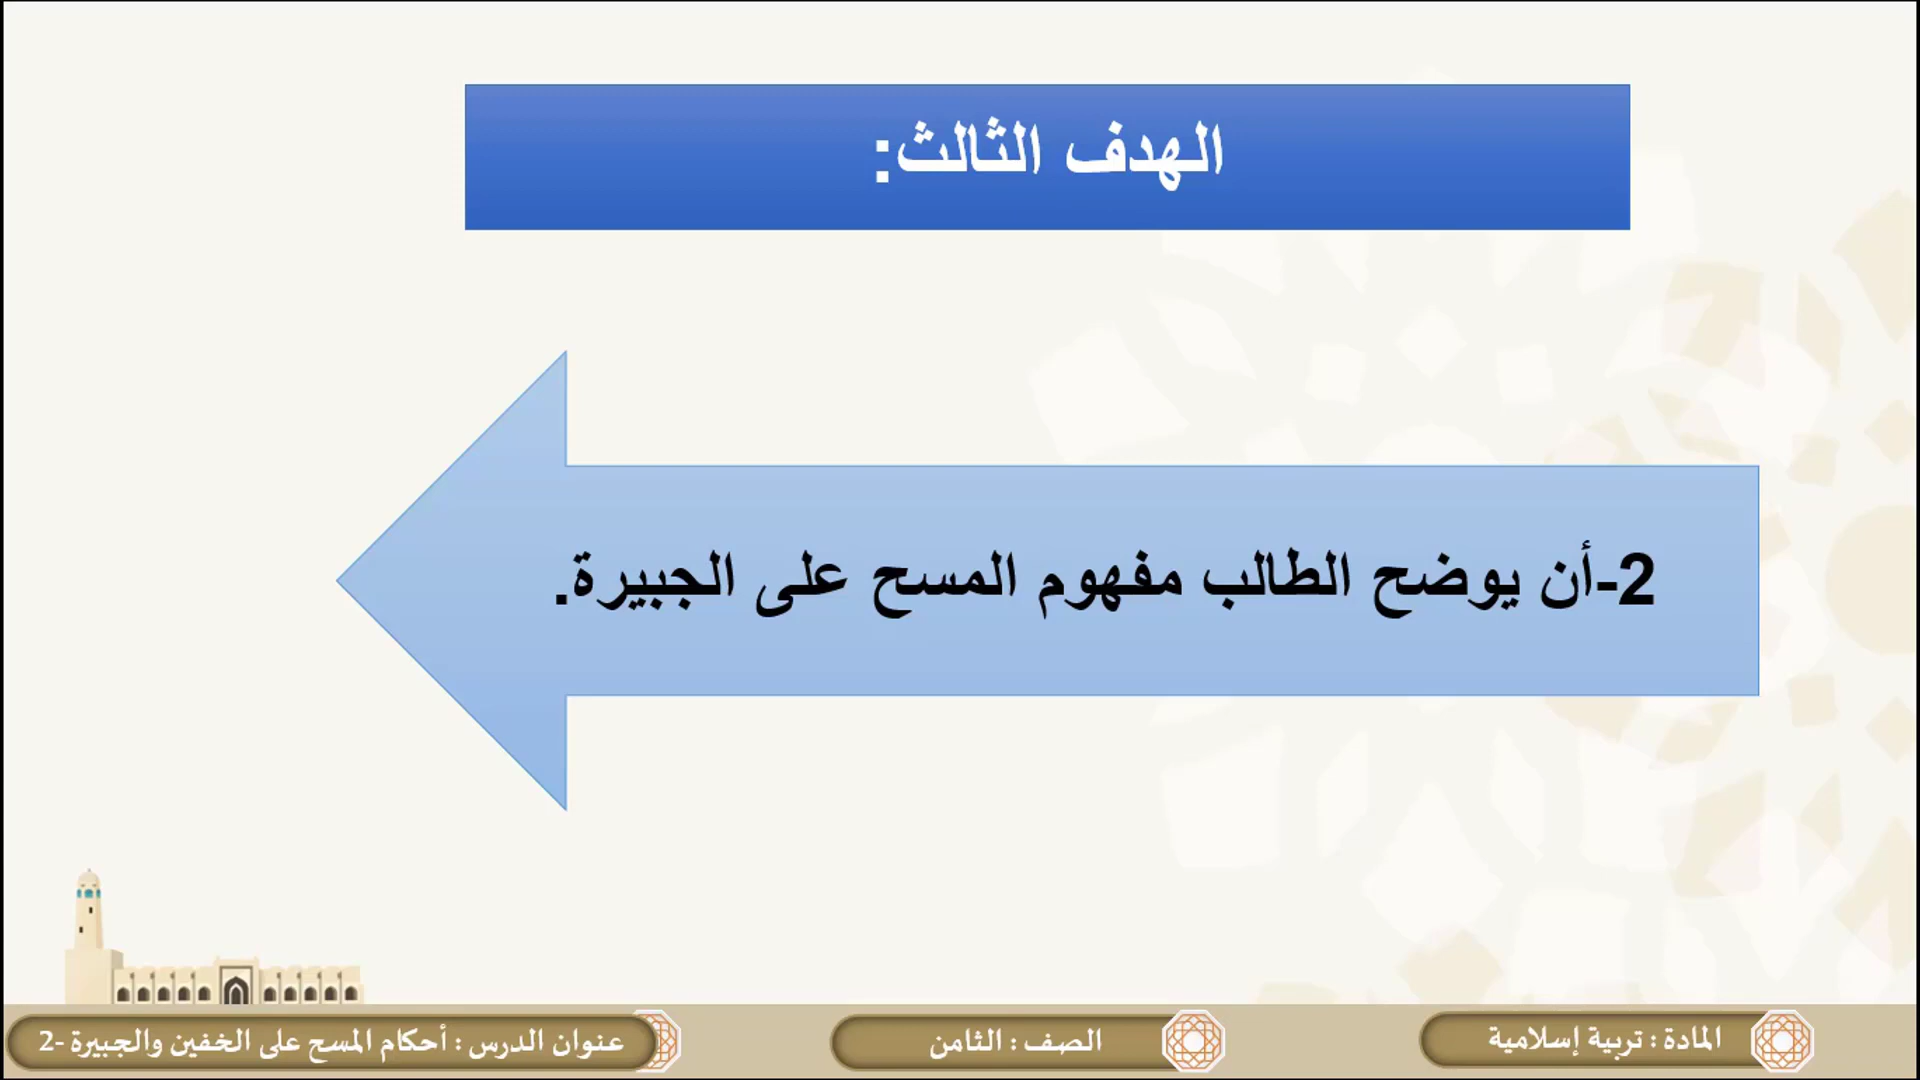 الهدف الثالث:
2-أن يوضح الطالب مفهوم المسح على الجبيرة.
المادة : تربية إسلامية
الصف : الثامن
عنوان الدرس : أحكام المسح على الخفين والجبيرة -2